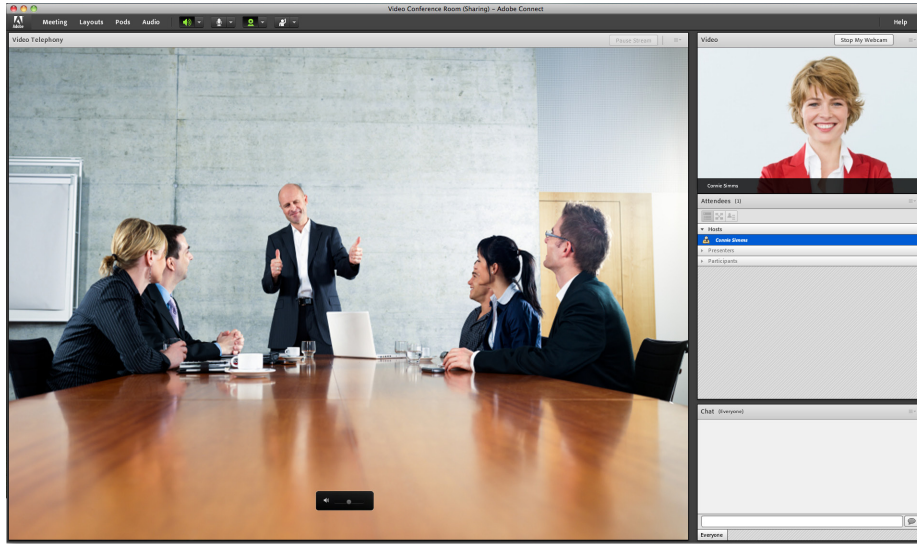 Video Conference Room (Sharing) - Adobe Connect
Adobe
Meeting Layouts Pods Audio Help
Video Telephony
Pause Stream
Video
Stop My Webcam
Connie Simms
Attendees (1)
Hosts
Connie Simms
Presenters
Participants
Chat (Everyone)
Everyone